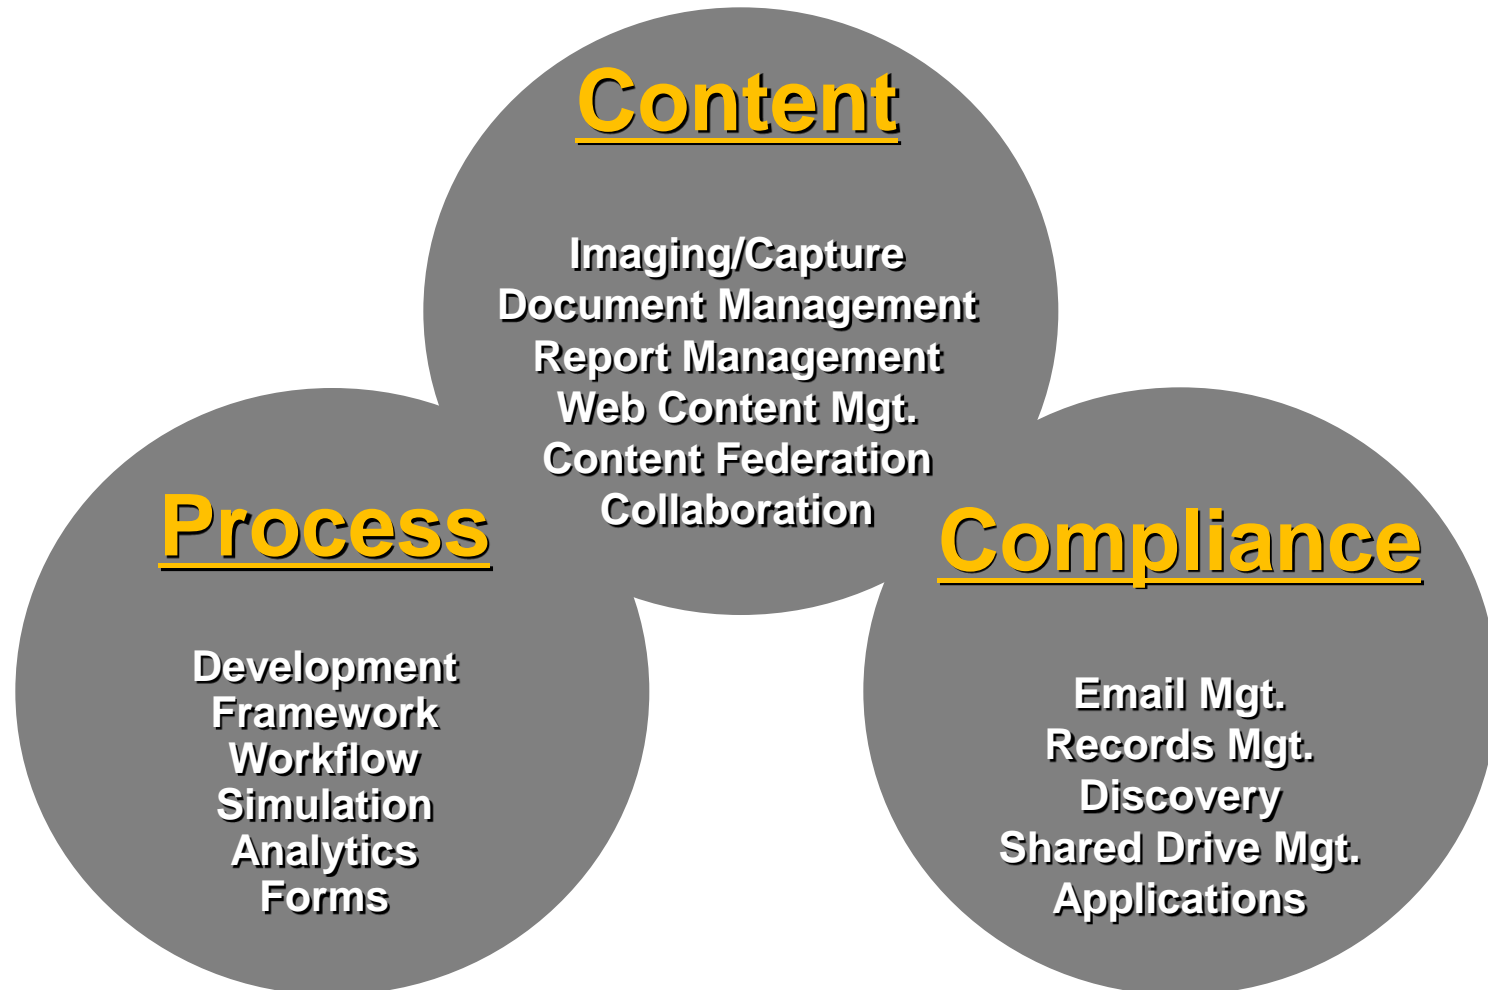 Content
Imaging/Capture
Document Management
Report Management
Web Content Mgt.
Content Federation
Collaboration
Process
Development
Framework
Workflow
Simulation
Analytics
Forms
Compliance
Email Mgt.
Records Mgt.
Discovery
Shared Drive Mgt.
Applications